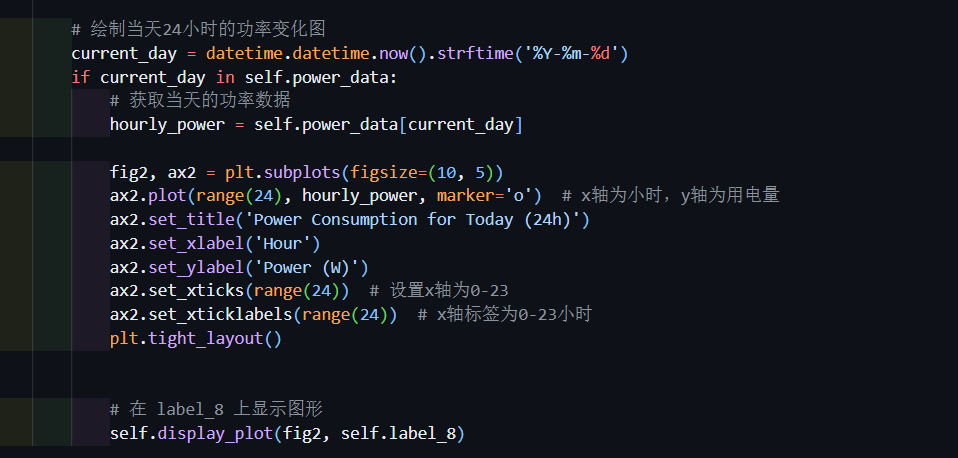 # 绘制当天24小时的功率变化图
current_day = datetime.datetime.now().strftime('%Y-%m-%d')
if current_day in self.power_data:
# 获取当天的功率数据
hourly_power = self.power_data[current_day]
fig2, ax2 = plt.subplots(figsize=(10, 5))
ax2.plot(range(24), hourly_power, marker='o')  # x轴为小时，y轴为用电量
ax2.set_title('Power Consumption for Today (24h)')
ax2.set_xlabel('Hour')
ax2.set_ylabel('Power (W)')
ax2.set_xticks(range(24))  # 设置x轴为0-23
ax2.set_xticklabels(range(24))  # x轴标签为0-23小时
plt.tight_layout()
# 在 label_8 上显示图形
self.display_plot(fig2, self.label_8)